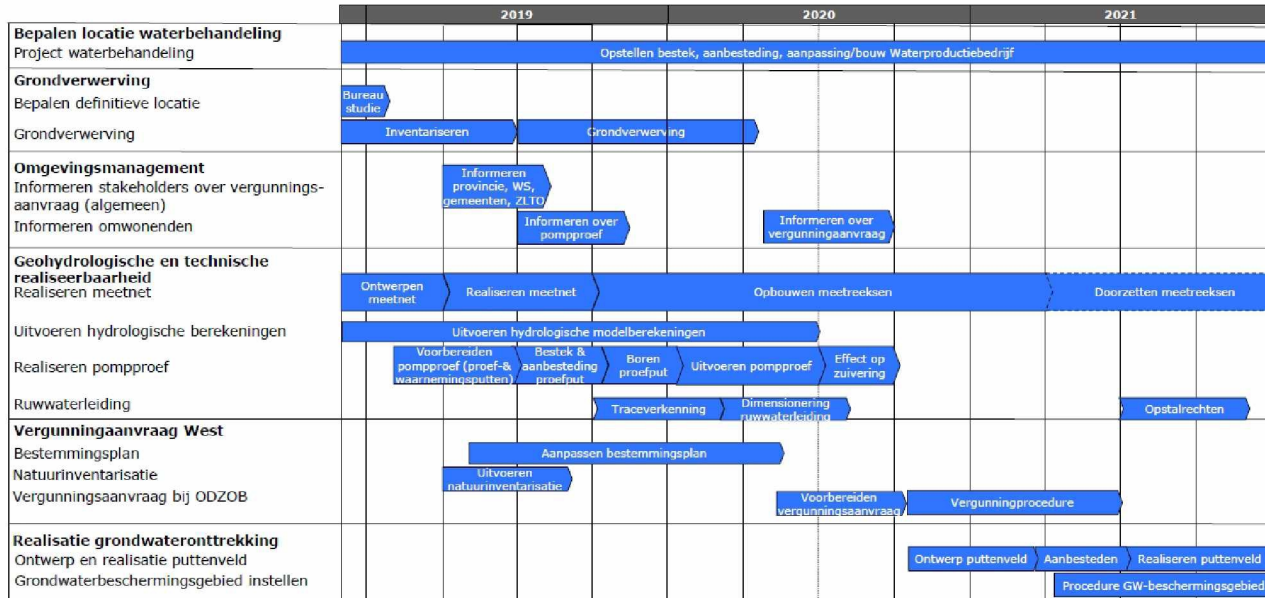 2019 2020 2021
Bepalen locatie waterbehandeling
Project waterbehandeling
Opstellen bestek, aanbesteding, aanpassing/bouw Waterproductiebedrijf
Grondverwerving
Bepalen definitieve locatie
Bureau
studie
Grondverwerving
Inventariseren
Grondverwerving
Omgevingsmanagement
Informeren stakeholders over vergunnings-
aanvraag (algemeen)
Informeren
provincie, WS,
gemeenten, ZLTO
Informeren omwonenden
Informeren over
pompproef
Informeren over
vergunningaanvraag
Geohydrologische en technische
realiseerbaarheid
Realiseren meetnet
Ontwerpen
meetnet
Realiseren meetnet
Opbouwen meetreeksen
Doorzetten meetreeksen
Uitvoeren hydrologische berekeningen
Uitvoeren hydrologische modelberekeningen
Realiseren pompproef
Voorbereiden
pompproef (proef-&
waarnemingsputten)
Bestek &
aanbesteding
proefput
Boren
proefput
Uitvoeren pompproef
Effect op
zuivering
Ruwwaterleiding
Traceverkenning
Dimensionering
ruwwaterleiding
Opstalrechten
Vergunningaanvraag West
Bestemmingsplan
Aanpassen bestemmingsplan
Natuurinventarisatie
Uitvoeren
natuurinventarisatie
Vergunningsaanvraag bij ODZOB
Voorbereiden
vergunningsaanvraag
Vergunningprocedure
Realisatie grondwateronttrekking
Ontwerp en realisatie puttenveld
Ontwerp puttenveld
Aanbesteden
Realiseren puttenveld
Grondwaterbeschermingsgebied instellen
Procedure GW-beschermingsgebied